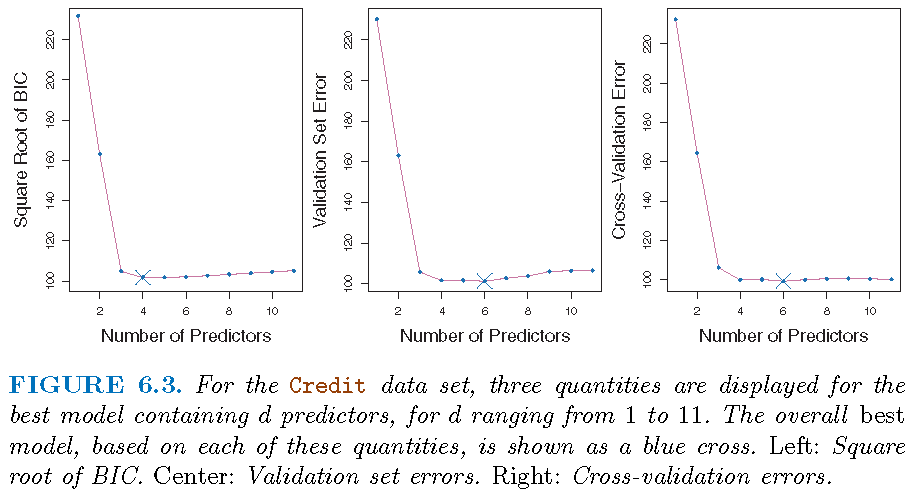 Square Root of BIC
100 120 140 160 180 200 220
2 4 6 8 10
Number of Predictors
Validation Set Error
100 120 140 160 180 200 220
2 4 6 8 10
Number of Predictors
Cross−Validation Error
100 120 140 160 180 200 220
2 4 6 8 10
Number of Predictors
FIGURE 6.3. For the Credit data set, three quantities are displayed for the
best model containing d predictors, for d ranging from 1 to 11. The overall best
model, based on each of these quantities, is shown as a blue cross. Left: Square
root of BIC. Center: Validation set errors. Right: Cross-validation errors.